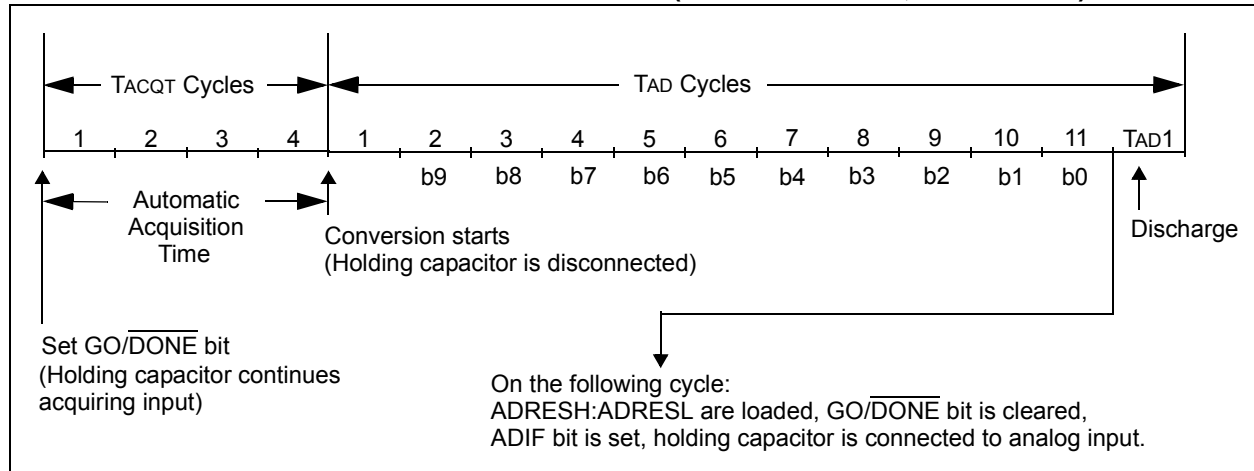 TACQT Cycles
TAD Cycles
1 2 3 4 1 2 3 4 5 6 7 8 9 10 11 TAD1
b9 b8 b7 b6 b5 b4 b3 b2 b1 b0
Automatic
Acquisition
Time
Conversion starts
(Holding capacitor is disconnected)
Discharge
Set GO/DONE bit
(Holding capacitor continues
acquiring input)
On the following cycle:
ADRESH:ADRESL are loaded, GO/DONE bit is cleared,
ADIF bit is set, holding capacitor is connected to analog input.